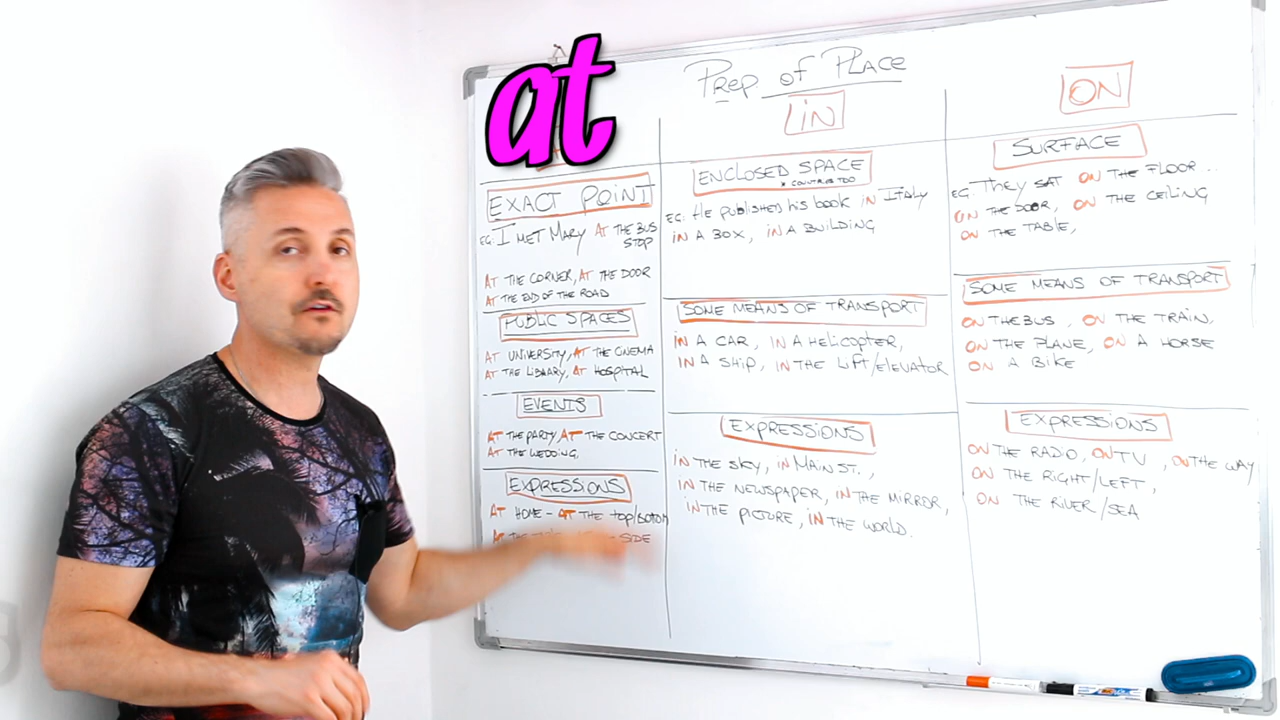 at
Prep of Place
IN
ON
EXACT POINT
EG: I MET MARY AT THE BUS
STOP
AT THE CORNER, AT THE DOOR
AT THE END OF THE ROAD
PUBLIC SPACES
AT UNIVERSITY, AT THE CINEMA
AT THE LIBRARY, AT HOSPITAL
EVENTS
AT THE PARTY, AT THE CONCERT
AT THE WEDDING.
EXPRESSIONS
AT HOME - AT THE TOP/BOTTOM
AT THE SIDE
ENCLOSED SPACE
* COUNTRIES TOO
EG: He published his book IN Italy
IN A BOX, IN A BUILDING
SOME MEANS OF TRANSPORT
IN A CAR, IN A HELICOPTER,
IN A SHIP, IN THE LIFT/ELEVATOR
EXPRESSIONS
IN THE SKY, IN MAIN ST.,
IN THE NEWSPAPER, IN THE MIRROR,
IN THE PICTURE, IN THE WORLD.
SURFACE
EG. They SAT ON THE FLOOR...
ON THE DOOR, ON THE CEILING
ON THE TABLE,
SOME MEANS OF TRANSPORT
ON THE BUS, ON THE TRAIN,
ON THE PLANE, ON A HORSE
ON A BIKE
EXPRESSIONS
ON THE RADIO, ON TV, ON THE WAY
ON THE RIGHT/LEFT,
ON THE RIVER/SEA